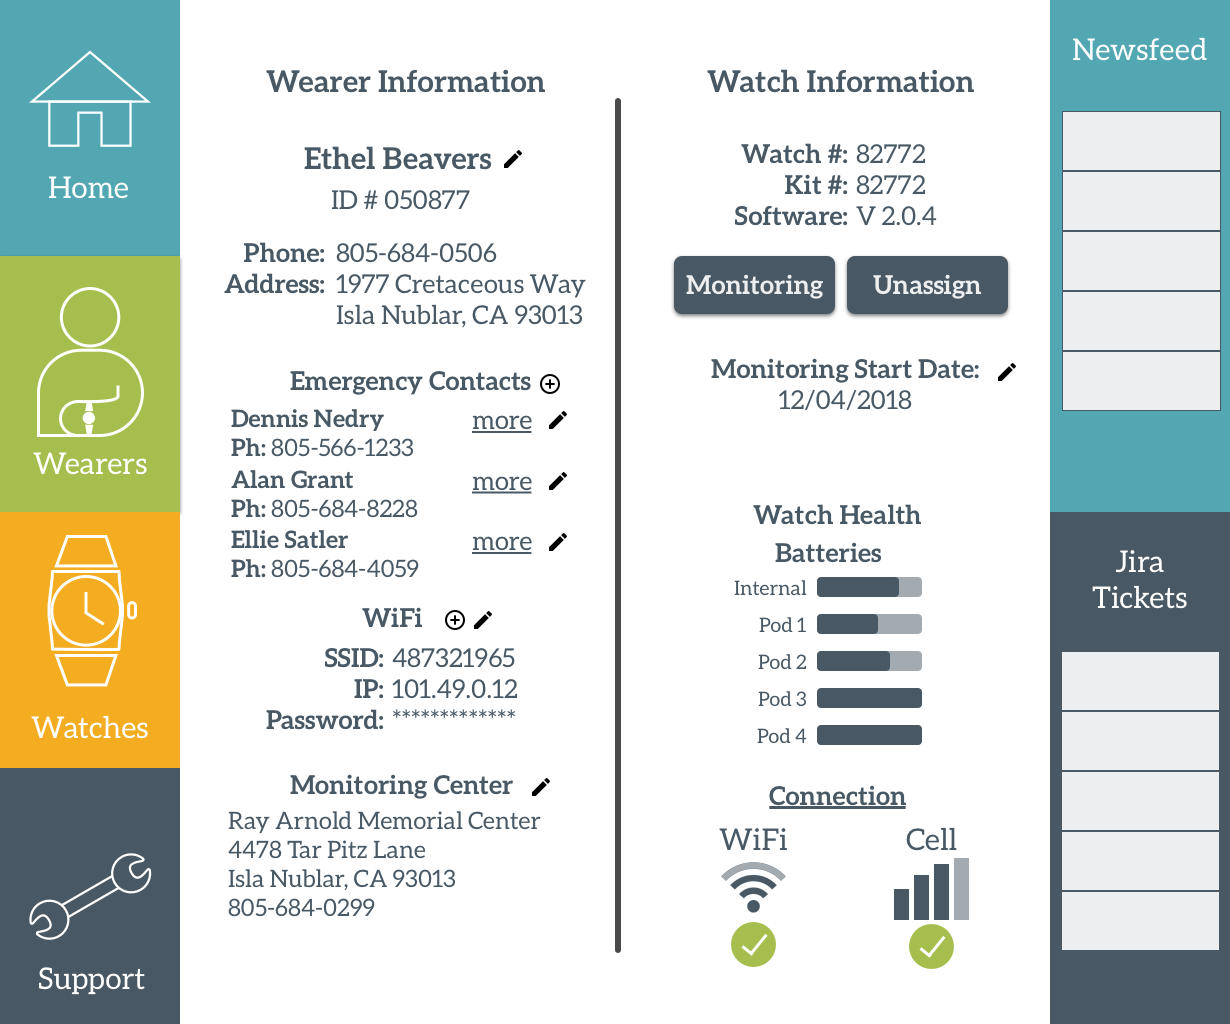 Home
Wearers
Watches
Support
Wearer Information
Ethel Beavers
ID # 050877
Phone: 805-684-0506
Address: 1977 Cretaceous Way
Isla Nublar, CA 93013
Emergency Contacts
Dennis Nedry more
Ph: 805-566-1233
Alan Grant more
Ph: 805-684-8228
Ellie Satler more
Ph: 805-684-4059
WiFi
SSID: 487321965
IP: 101.49.0.12
Password: *************
Monitoring Center
Ray Arnold Memorial Center
4478 Tar Pitz Lane
Isla Nublar, CA 93013
805-684-0299
Watch Information
Watch #: 82772
Kit #: 82772
Software: V 2.0.4
Monitoring Unassign
Monitoring Start Date:
12/04/2018
Watch Health
Batteries
Internal
Pod 1
Pod 2
Pod 3
Pod 4
Connection
WiFi Cell
Newsfeed
Jira
Tickets